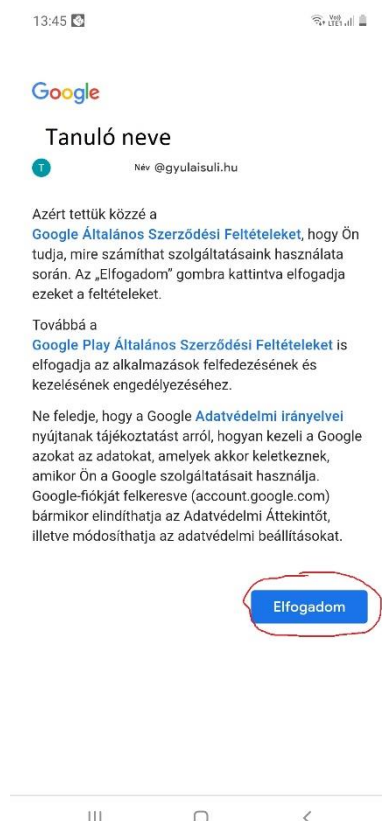 13:45
Google
Tanuló neve
T
Név @gyulaisuli.hu
Azért tettük közzé a
Google Általános Szerződési Feltételeket, hogy Ön
tudja, mire számíthat szolgáltatásaink használata
során. Az „Elfogadom” gombra kattintva elfogadja
ezeket a feltételeket.
Továbbá a
Google Play Általános Szerződési Feltételeket is
elfogadja az alkalmazások felfedezésének és
kezelésének engedélyezéséhez.
Ne feledje, hogy a Google Adatvédelmi irányelvei
nyújtanak tájékoztatást arról, hogyan kezeli a Google
azokat az adatokat, amelyek akkor keletkeznek,
amikor Ön a Google szolgáltatásait használja.
Google-fiókját felkeresve (account.google.com)
bármikor elindíthatja az Adatvédelmi Áttekintőt,
illetve módosíthatja az adatvédelmi beállításokat.
Elfogadom